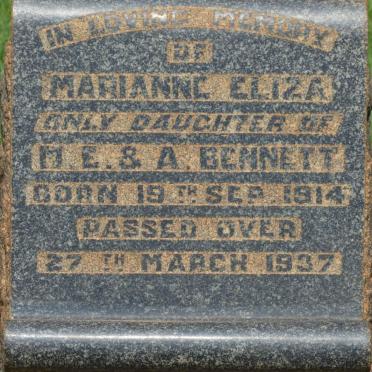 IN LOVING MEMORY
OF
MARIANNE ELIZA
ONLY DAUGHTER OF
M. E. & A. BENNETT
BORN 19TH SEP. 1914
PASSED OVER
27TH MARCH 1937